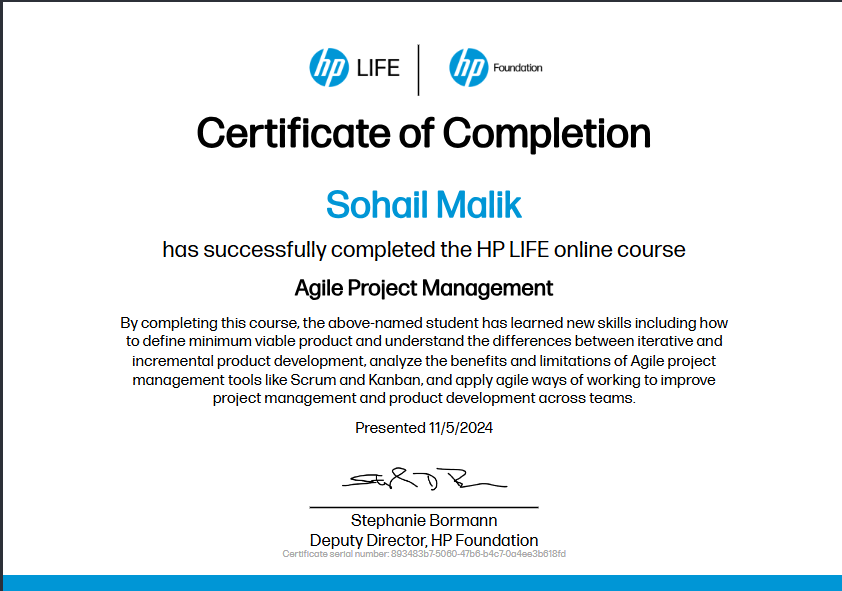 hp LIFE hp Foundation
Certificate of Completion
Sohail Malik
has successfully completed the HP LIFE online course
Agile Project Management
By completing this course, the above-named student has learned new skills including how
to define minimum viable product and understand the differences between iterative and
incremental product development, analyze the benefits and limitations of Agile project
management tools like Scrum and Kanban, and apply agile ways of working to improve
project management and product development across teams.
Presented 11/5/2024
Stephanie Bormann
Deputy Director, HP Foundation
Certificate serial number: 893483b7-5060-47b6-b4c7-0a4ee3b618fd